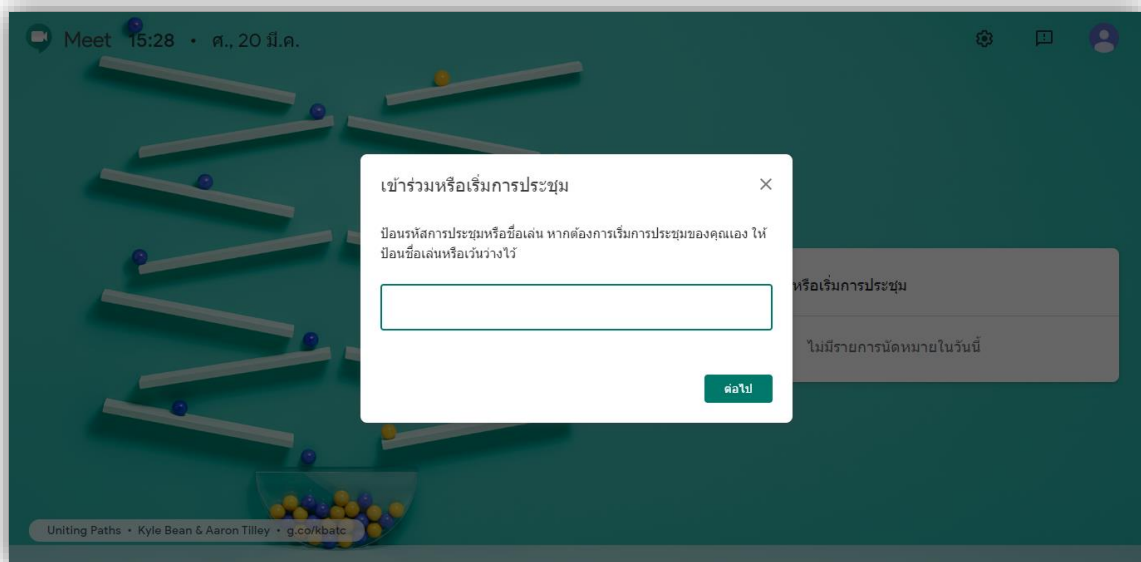 Meet 15:28 • ศ., 20 มี.ค.
เข้าร่วมหรือเริ่มการประชุม
ป้อนรหัสการประชุมหรือชื่อเล่น หากต้องการเริ่มการประชุมของคุณเอง ให้
ป้อนชื่อเล่นหรือเว้นว่างไว้
หรือเริ่มการประชุม
ไม่มีรายการนัดหมายในวันนี้
ต่อไป
Uniting Paths • Kyle Bean & Aaron Tilley • g.co/kbatc